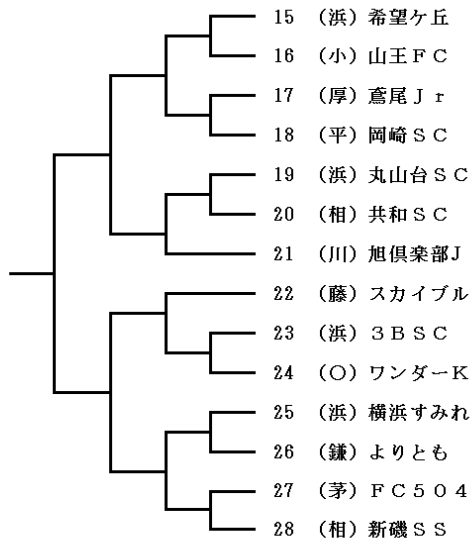 15 (浜) 希望ケ丘
16 (小) 山王ＦＣ
17 (厚) 鳶尾Ｊｒ
18 (平) 岡崎ＳＣ
19 (浜) 丸山台ＳＣ
20 (相) 共和ＳＣ
21 (川) 旭倶楽部J
22 (藤) スカイブル
23 (浜) ３ＢＳＣ
24 (○) ワンダーＫ
25 (浜) 横浜すみれ
26 (鎌) よりとも
27 (茅) ＦＣ５０４
28 (相) 新磯ＳＳ